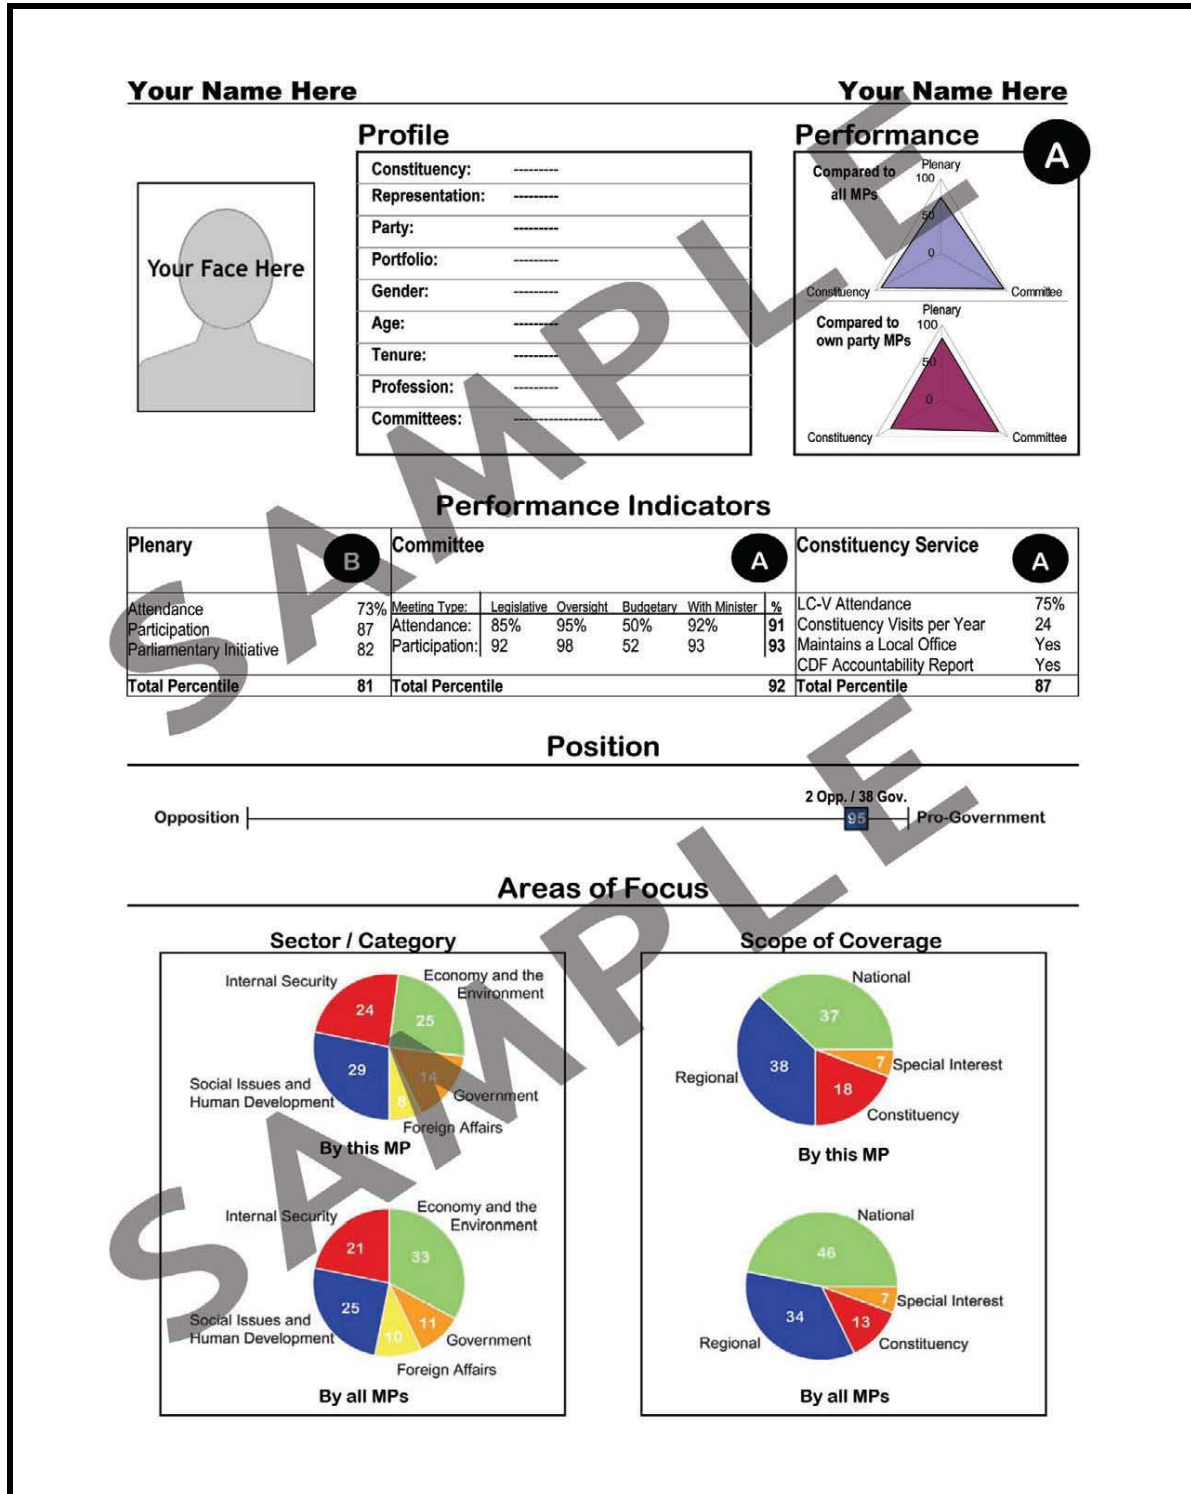 Your Name Here
Your Name Here
Profile
Performance
A
Your Face Here
Constituency: ---------
Representation: ---------
Party: ---------
Portfolio: ---------
Gender: ---------
Age: ---------
Tenure: ---------
Profession: ---------
Committees: -----------------
Compared to
all MPs
Plenary
100
50
0
Constituency
Committee
Compared to
own party MPs
Plenary
100
50
0
Constituency
Committee
Performance Indicators
Plenary
B
Attendance 73%
Participation 87
Parliamentary Initiative 82
Total Percentile 81
Committee
A
Meeting Type: Legislative Oversight Budgetary With Minister %
Attendance: 85% 95% 50% 92% 91
Participation: 92 98 52 93 93
Total Percentile 92
Constituency Service
A
LC-V Attendance 75%
Constituency Visits per Year 24
Maintains a Local Office Yes
CDF Accountability Report Yes
Total Percentile 87
Position
2 Opp. / 38 Gov.
Opposition
95
Pro-Government
Areas of Focus
Sector / Category
Internal Security
24
Economy and the
Environment
25
Social Issues and
Human Development
29
Government
14
Foreign Affairs
8
By this MP
Internal Security
21
Economy and the
Environment
33
Social Issues and
Human Development
25
Government
11
Foreign Affairs
10
By all MPs
Scope of Coverage
National
37
Regional
38
Special Interest
7
Constituency
18
By this MP
National
46
Regional
34
Special Interest
7
Constituency
13
By all MPs
SAMPLE
SAMPLE